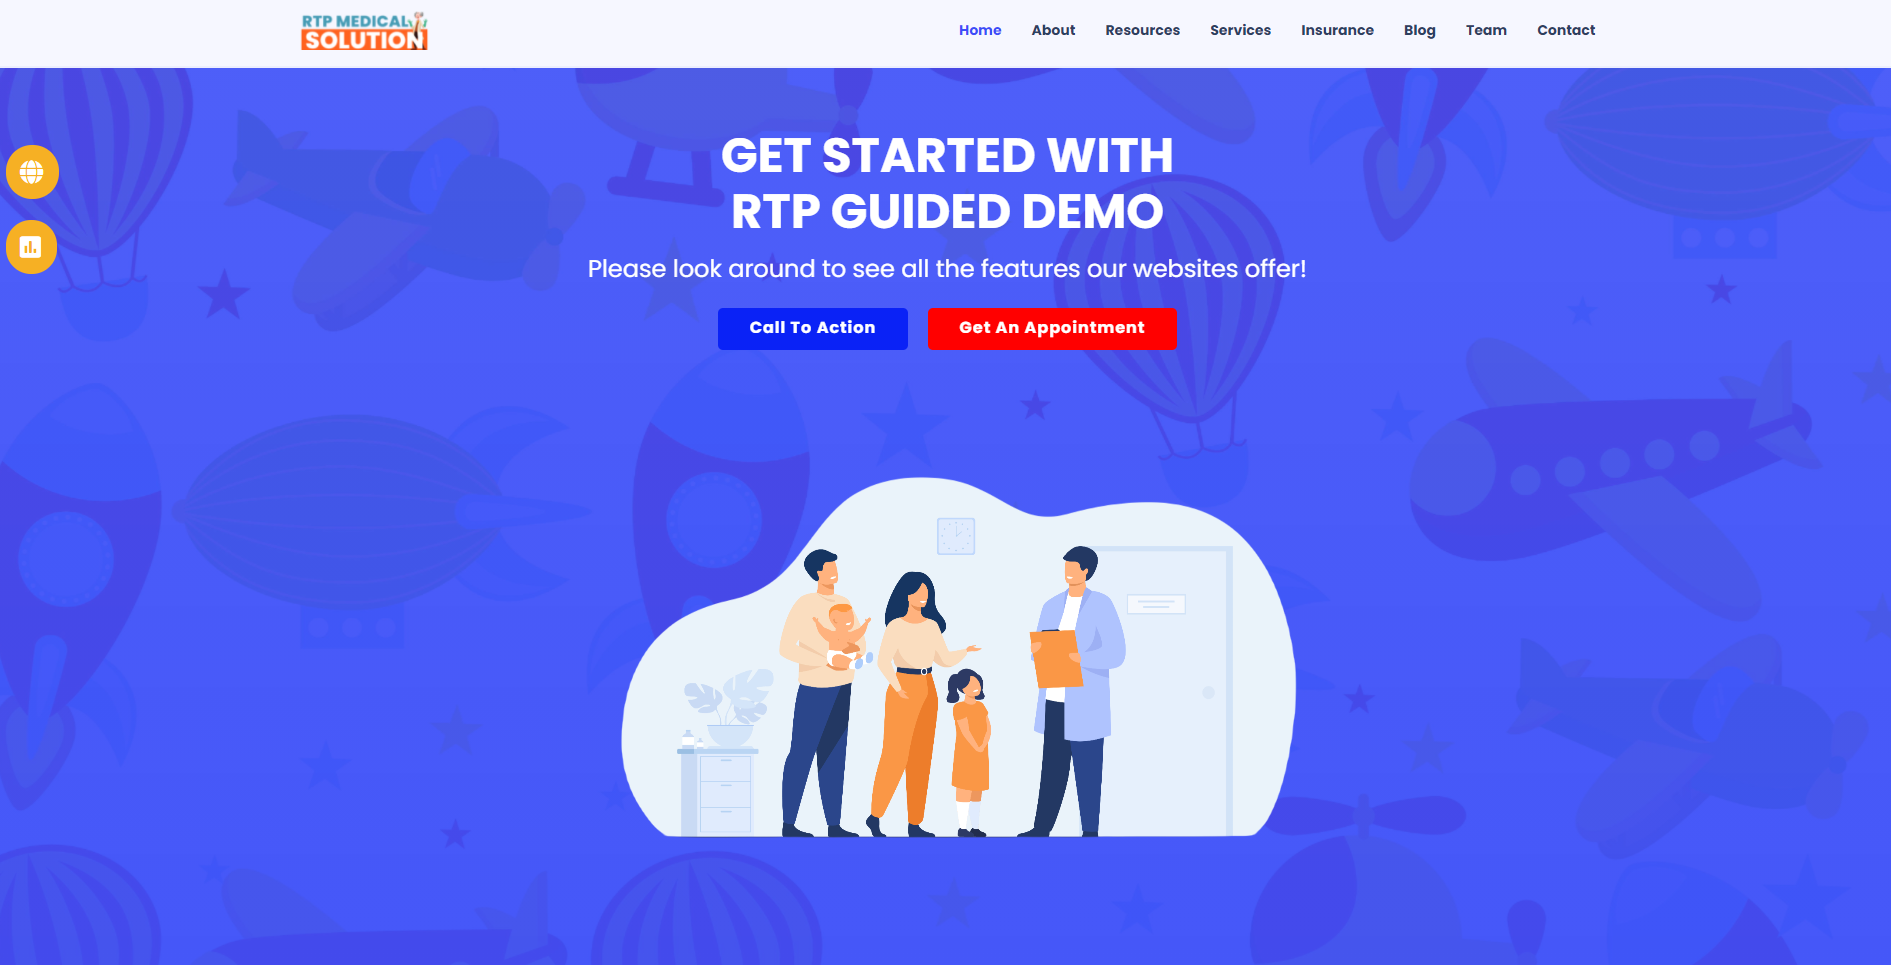 RTP MEDICAL
SOLUTION
Home About Resources Services Insurance Blog Team Contact
GET STARTED WITH
RTP GUIDED DEMO
Please look around to see all the features our websites offer!
Call To Action Get An Appointment